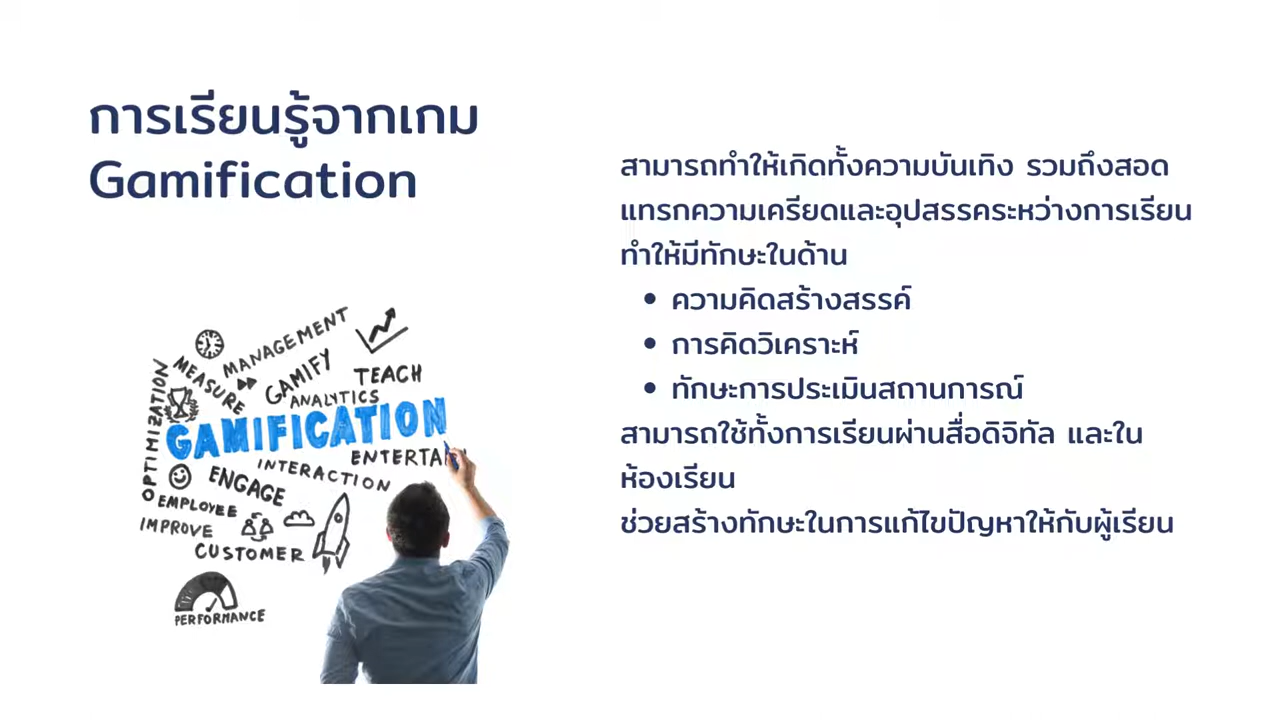 การเรียนรู้จากเกม
Gamification
สามารถทำให้เกิดทั้งความบันเทิง รวมถึงสอด
แทรกความเครียดและอุปสรรคระหว่างการเรียน
ทำให้มีทักษะในด้าน
• ความคิดสร้างสรรค์
• การคิดวิเคราะห์
• ทักษะการประเมินสถานการณ์
สามารถใช้ทั้งการเรียนผ่านสื่อดิจิทัล และใน
ห้องเรียน
ช่วยสร้างทักษะในการแก้ไขปัญหาให้กับผู้เรียน
MANAGEMENT
MEASURE
GAMIFY
TEACH
OPTIMIZATION
ANALYTICS
GAMIFICATION
ENTERTA
INTERACTION
ENGAGE
EMPLOYEE
IMPROVE
CUSTOMER
PERFORMANCE